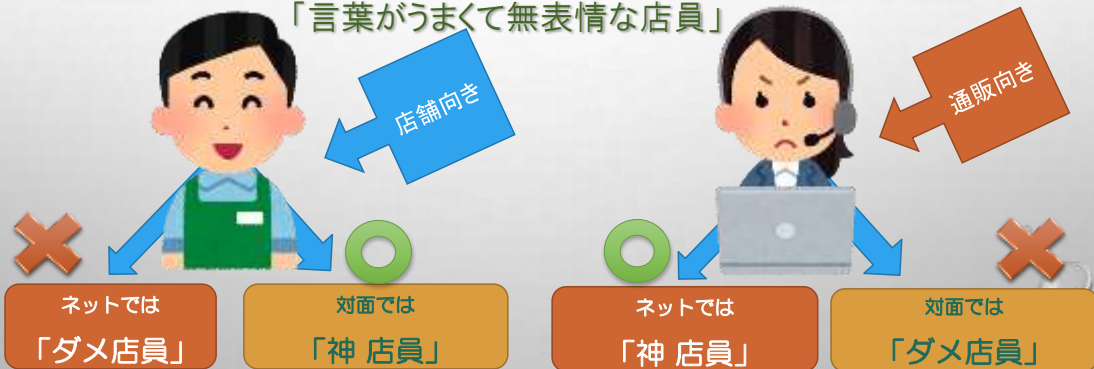 「言葉がうまくて無表情な店員」
店舗向き
通販向き
ネットでは
「ダメ店員」
対面では
「神 店員」
ネットでは
「神 店員」
対面では
「ダメ店員」